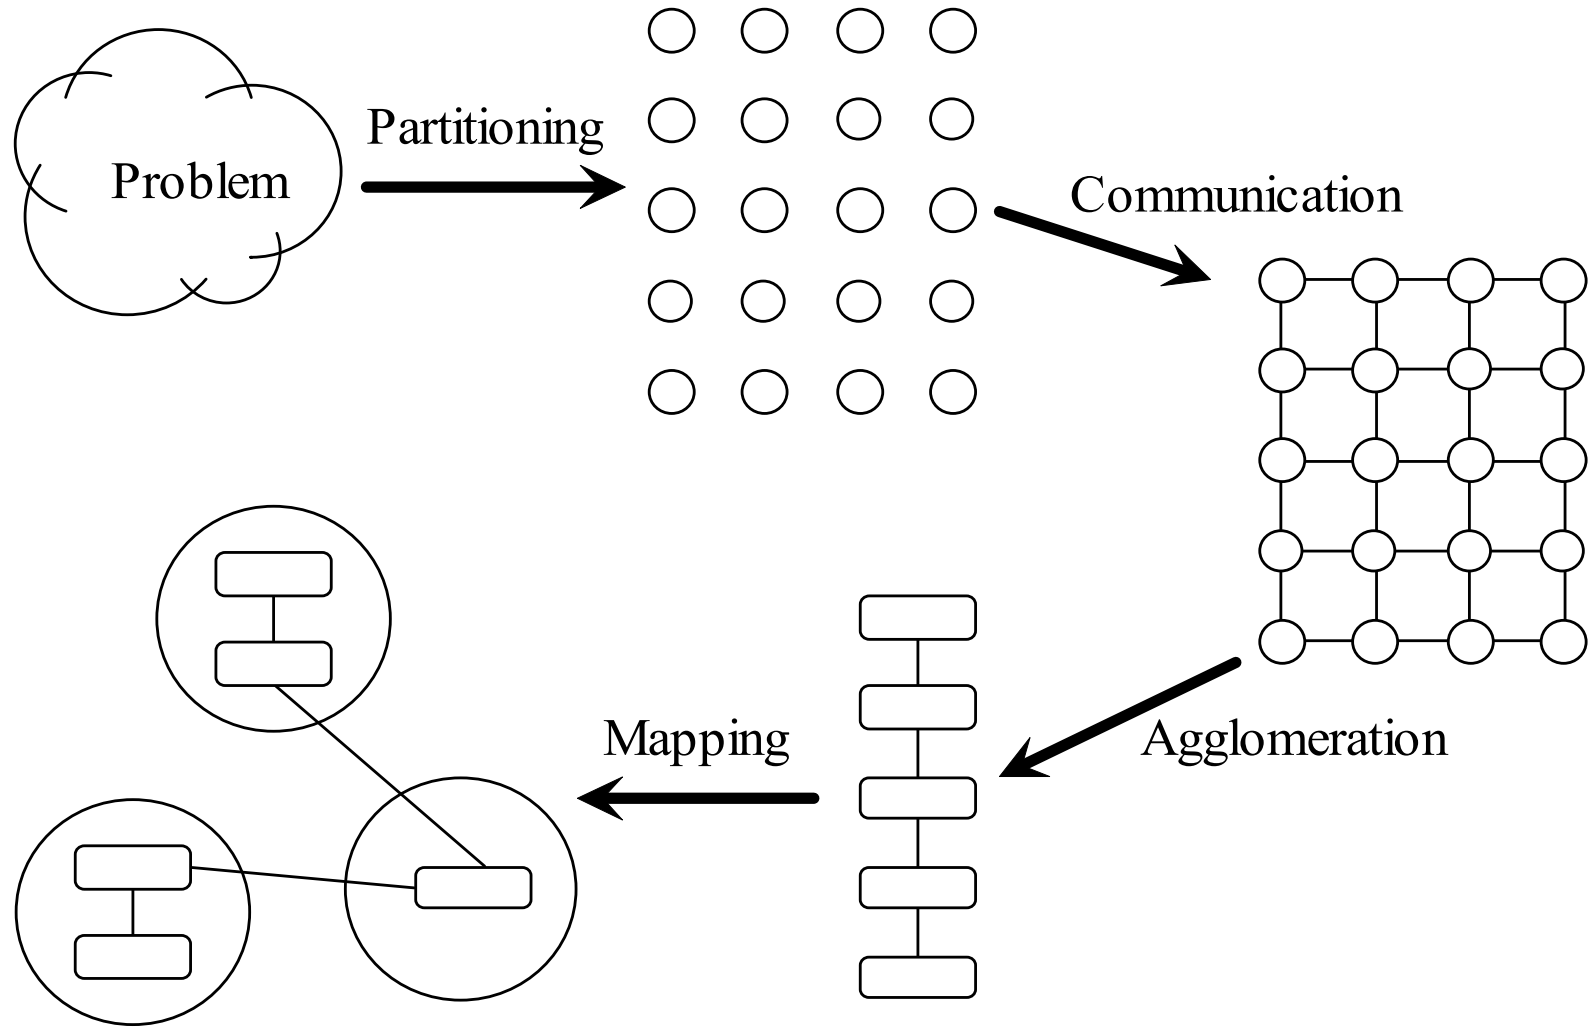 Problem
Partitioning
Communication
Agglomeration
Mapping